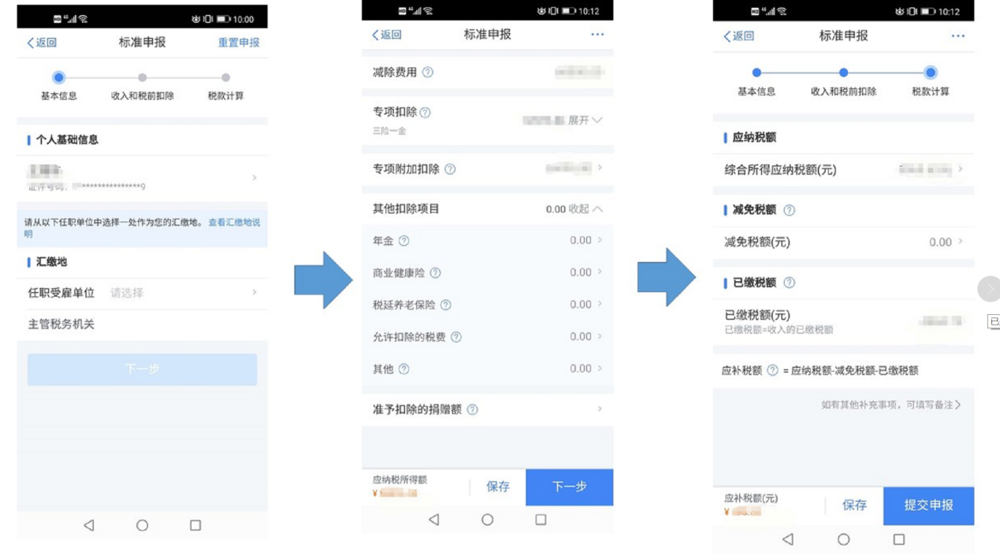 HD 4G 10:00
返回 标准申报 重置申报
基本信息 收入和税前扣除 税款计算
个人基础信息
证件号码: ****************9
请从以下任职单位中选择一处作为您的汇缴地。 查看汇缴地说
明
汇缴地
任职受雇单位 请选择
主管税务机关
下一步
HD 4G 10:12
返回 标准申报 ...
减除费用 ?
专项扣除 ?
三险一金
展开
专项附加扣除 ?
其他扣除项目 0.00 收起
年金 ? 0.00
商业健康险 ? 0.00
税延养老保险 ? 0.00
允许扣除的税费 ? 0.00
其他 ? 0.00
准予扣除的捐赠额 ?
应纳税所得额
¥
保存 下一步
HD 4G 10:12
返回 标准申报 ...
基本信息 收入和税前扣除 税款计算
应纳税额
综合所得应纳税额(元)
减免税额 ?
减免税额(元) 0.00
已缴税额 ?
已缴税额(元)
已缴税额=收入的已缴税额
应补税额 ? = 应纳税额-减免税额-已缴税额
如有其他补充事项，可填写备注
应补税额(元)
¥
保存 提交申报
已